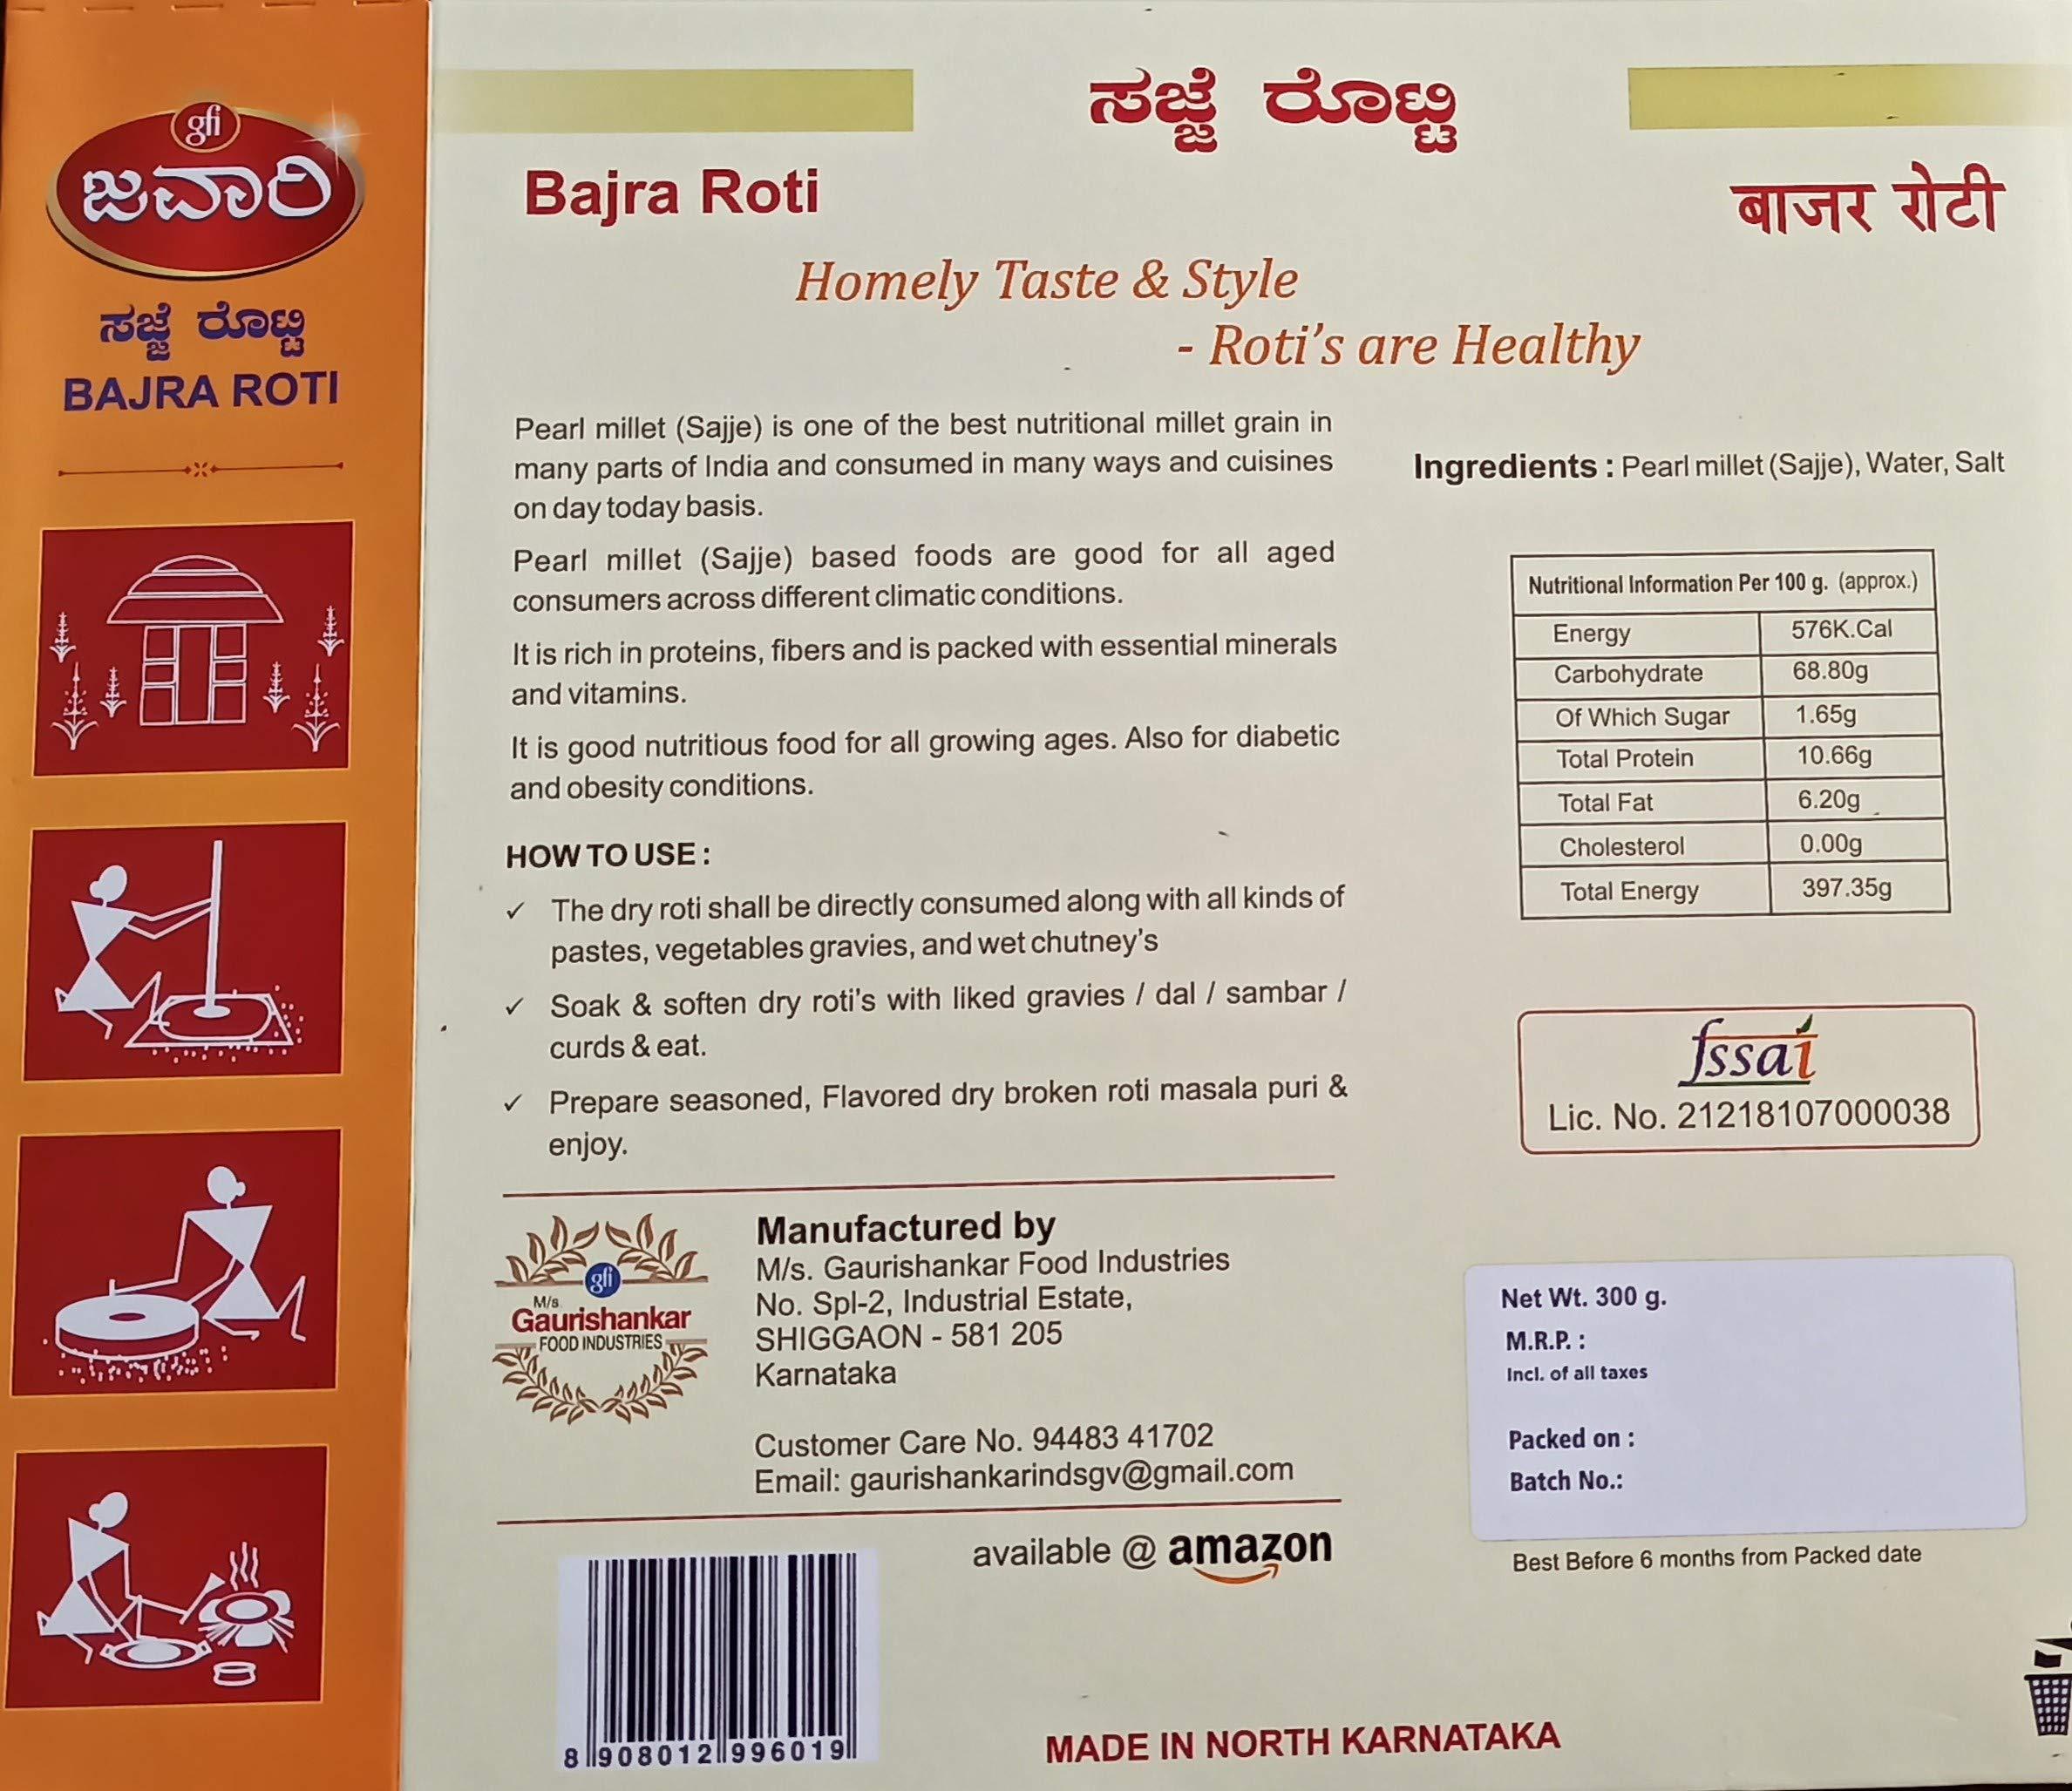 gfi
ಜವಾರಿ
ಸಜ್ಜೆ ರೊಟ್ಟಿ
BAJRA ROTI
ಸಜ್ಜೆ ರೊಟ್ಟಿ
Bajra Roti
बाजर रोटी
Homely Taste & Style
- Roti's are Healthy
Pearl millet (Sajje) is one of the best nutritional millet grain in
many parts of India and consumed in many ways and cuisines
on day today basis.
Pearl millet (Sajje) based foods are good for all aged
consumers across different climatic conditions.
It is rich in proteins, fibers and is packed with essential minerals
and vitamins.
It is good nutritious food for all growing ages. Also for diabetic
and obesity conditions.
HOW TO USE :
✓ The dry roti shall be directly consumed along with all kinds of
pastes, vegetables gravies, and wet chutney's
✓ Soak & soften dry roti's with liked gravies / dal / sambar /
curds & eat.
✓ Prepare seasoned, Flavored dry broken roti masala puri &
enjoy.
gfi
M/s.
Gaurishankar
FOOD INDUSTRIES
Manufactured by
M/s. Gaurishankar Food Industries
No. Spl-2, Industrial Estate,
SHIGGAON - 581 205
Karnataka
Customer Care No. 94483 41702
Email: gaurishankarindsgv@gmail.com
available @ amazon
8 908012 996019
Ingredients : Pearl millet (Sajje), Water, Salt
Nutritional Information Per 100 g. (approx.)
Energy 576K.Cal
Carbohydrate 68.80g
Of Which Sugar 1.65g
Total Protein 10.66g
Total Fat 6.20g
Cholesterol 0.00g
Total Energy 397.35g
fssai
Lic. No. 21218107000038
Net Wt. 300 g.
M.R.P. :
Incl. of all taxes
Packed on :
Batch No.:
Best Before 6 months from Packed date
MADE IN NORTH KARNATAKA